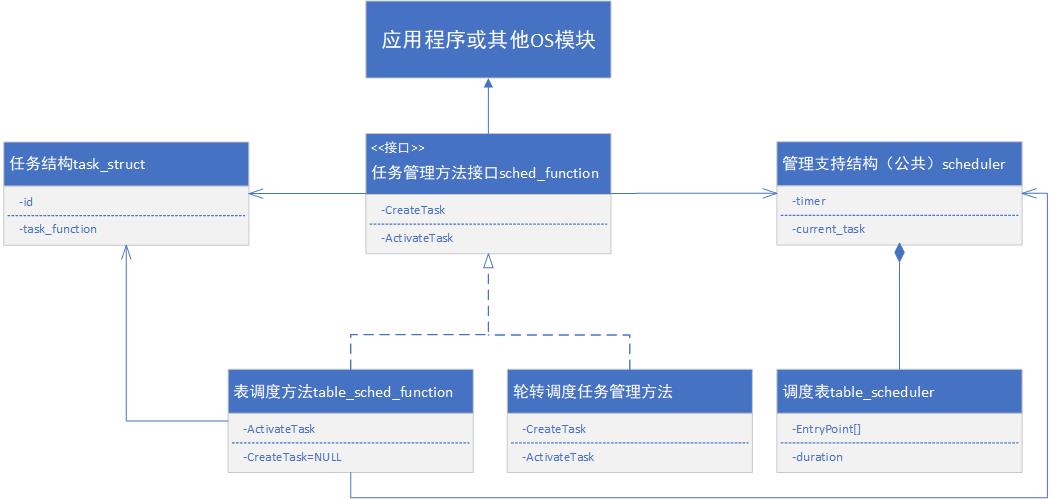 应用程序或其他OS模块
任务结构task_struct
-id
-task_function
<<接口>>
任务管理方法接口sched_function
-CreateTask
-ActivateTask
管理支持结构（公共）scheduler
-timer
-current_task
表调度方法table_sched_function
-ActivateTask
-CreateTask=NULL
轮转调度任务管理方法
-CreateTask
-ActivateTask
调度表table_scheduler
-EntryPoint[]
-duration